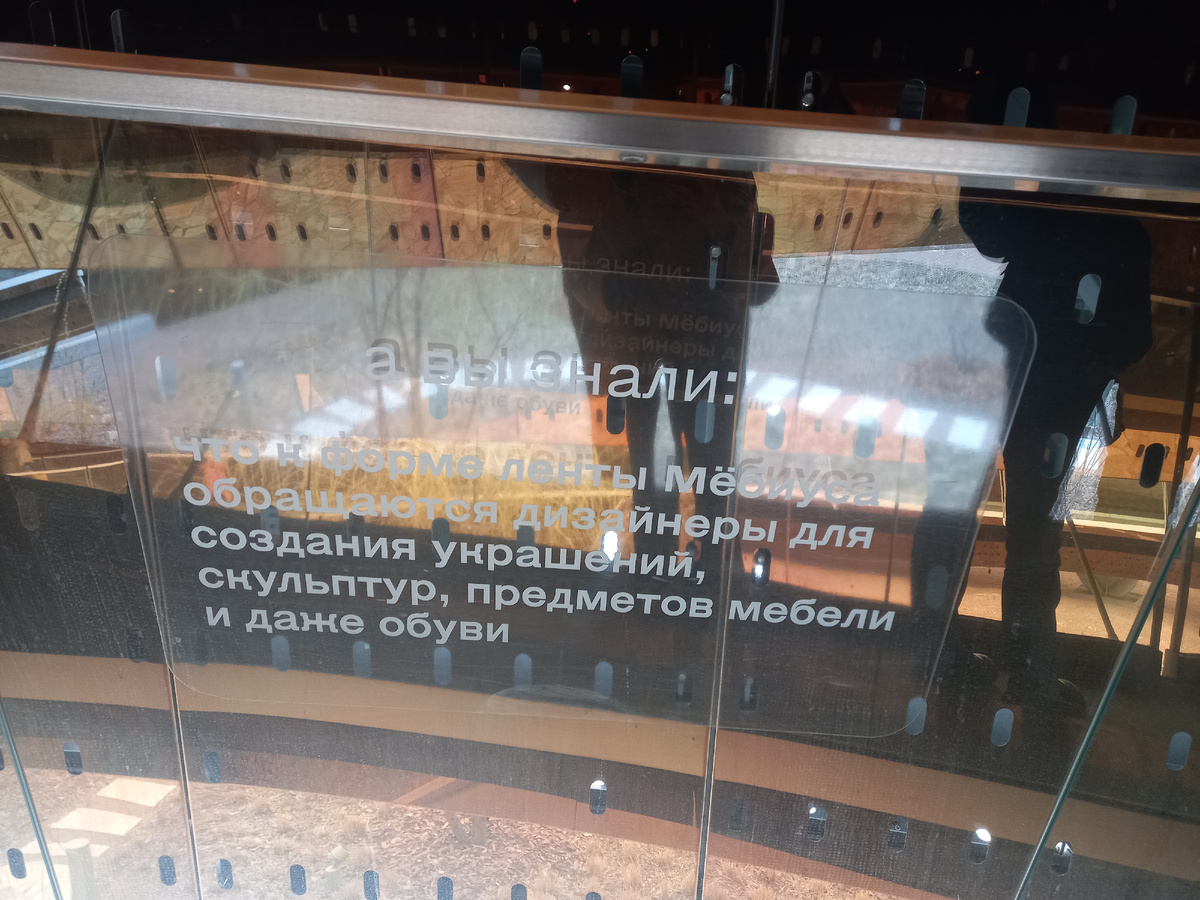 а вы знали:
что к форме ленты Мёбиуса
обращаются дизайнеры для
создания украшений,
скульптур, предметов мебели
и даже обуви